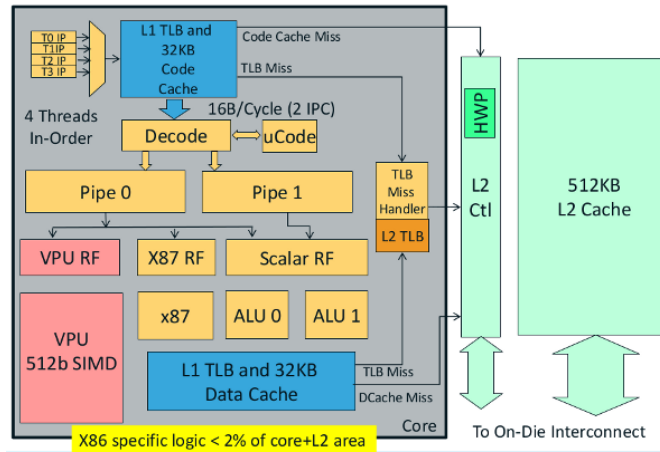 T0 IP
T1IP
T2 IP
T3 IP
L1 TLB and
32KB
Code
Cache
Code Cache Miss
TLB Miss
4 Threads
In-Order
16B/Cycle (2 IPC)
Decode
uCode
Pipe 0
Pipe 1
TLB
Miss
Handler
L2 TLB
HWP
L2
Ctl
512KB
L2 Cache
VPU RF
X87 RF
Scalar RF
VPU
512b SIMD
x87
ALU 0
ALU 1
L1 TLB and 32KB
Data Cache
TLB Miss
DCache Miss
Core
X86 specific logic < 2% of core+L2 area
To On-Die Interconnect